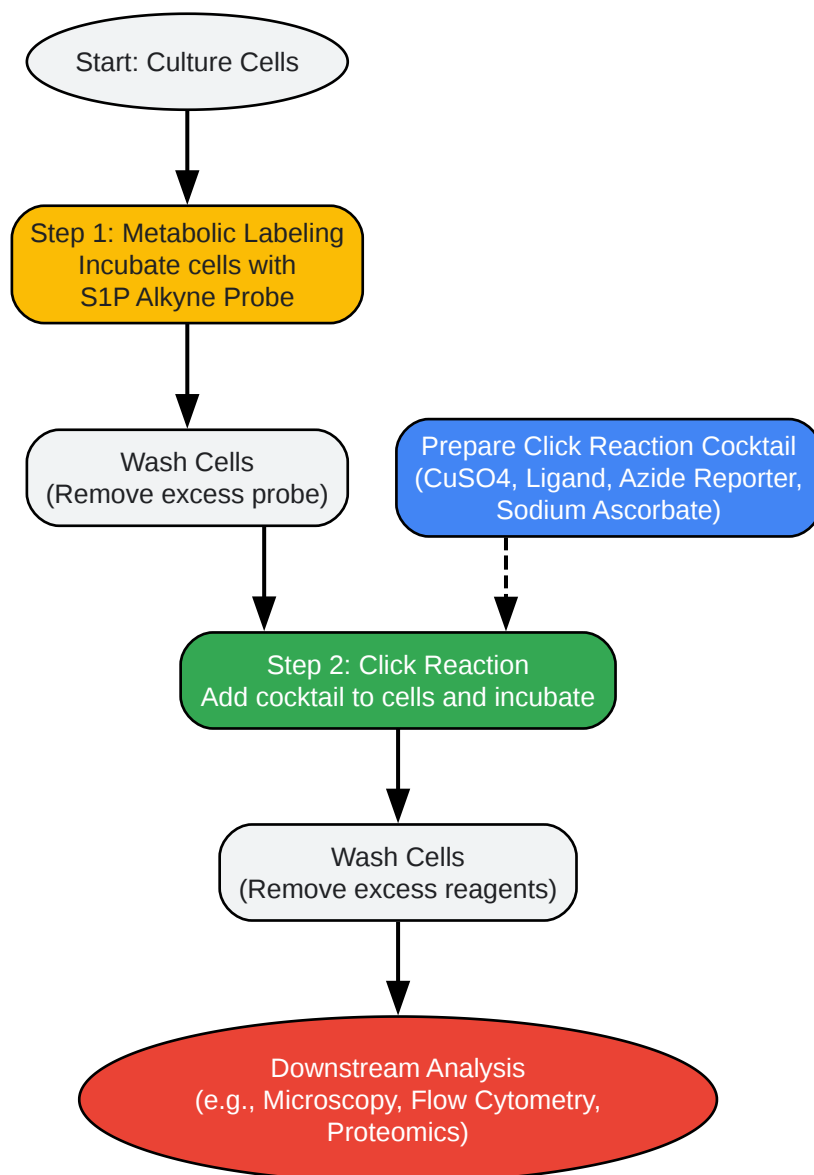 Start: Culture Cells
Step 1: Metabolic Labeling
Incubate cells with
S1P Alkyne Probe
Wash Cells
(Remove excess probe)
Prepare Click Reaction Cocktail
(CuSO4, Ligand, Azide Reporter,
Sodium Ascorbate)
Step 2: Click Reaction
Add cocktail to cells and incubate
Wash Cells
(Remove excess reagents)
Downstream Analysis
(e.g., Microscopy, Flow Cytometry,
Proteomics)